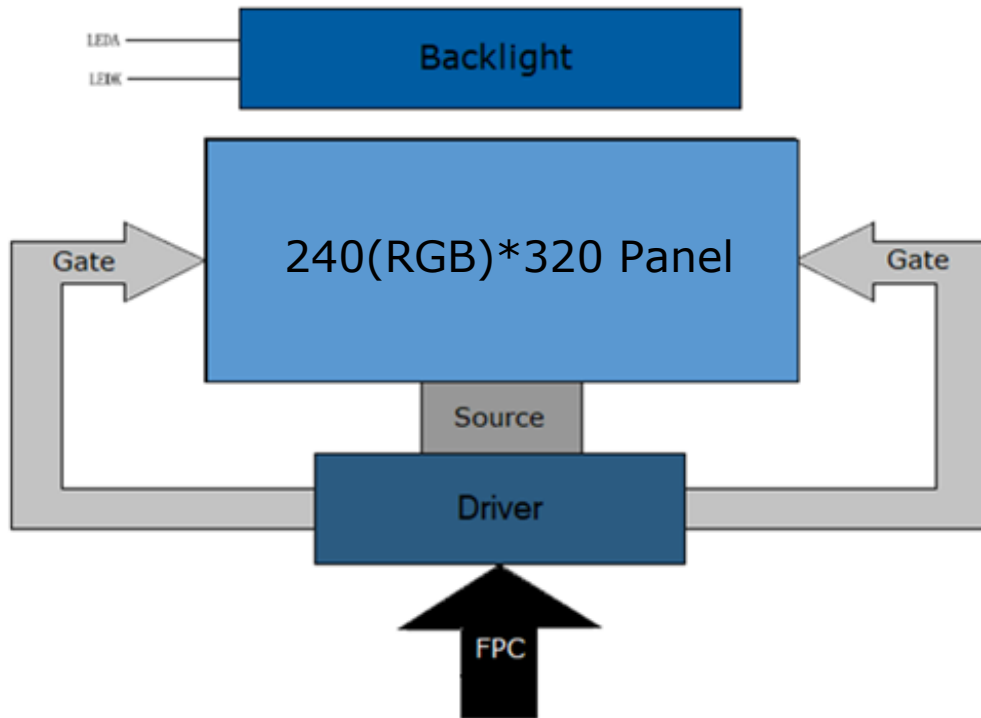 LEDA
Backlight
LEDK
240(RGB)*320 Panel
Gate
Gate
Source
Driver
FPC